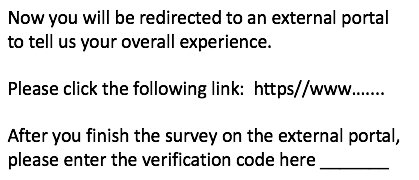 Now you will be redirected to an external portal
to tell us your overall experience.
Please click the following link:  https//www.......
After you finish the survey on the external portal,
please enter the verification code here _______